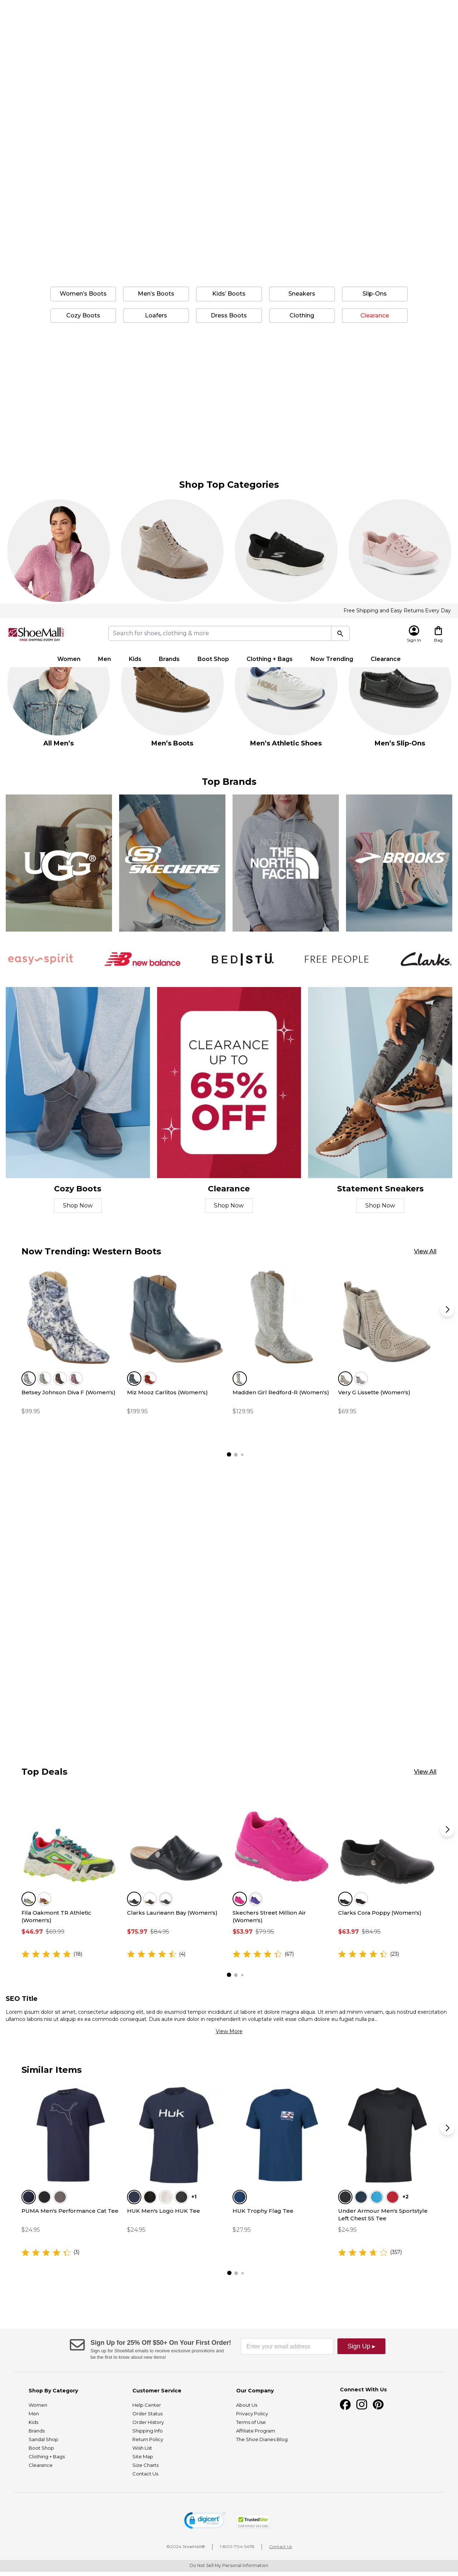 Women's Boots
Men's Boots
Kids' Boots
Sneakers
Slip-Ons
Cozy Boots
Loafers
Dress Boots
Clothing
Clearance
Shop Top Categories
Free Shipping and Easy Returns Every Day
ShoeMall
FREE SHIPPING EVERY DAY
Search for shoes, clothing & more
Sign In
Bag
Women
Men
Kids
Brands
Boot Shop
Clothing + Bags
Now Trending
Clearance
All Men's
Men's Boots
Men's Athletic Shoes
Men's Slip-Ons
Top Brands
UGG®
SKECHERS
THE NORTH FACE
BROOKS
easy spirit
NB new balance
BED|STÜ
FREE PEOPLE
Clarks
CLEARANCE
UP TO
65%
OFF
Cozy Boots
Clearance
Statement Sneakers
Shop Now
Shop Now
Shop Now
Now Trending: Western Boots
View All
Betsey Johnson Diva F (Women's)
$99.95
Miz Mooz Carlitos (Women's)
$199.95
Madden Girl Redford-R (Women's)
$129.95
Very G Lissette (Women's)
$69.95
Top Deals
View All
Fila Oakmont TR Athletic
(Women's)
$46.97 $69.99
(18)
Clarks Laurieann Bay (Women's)
$75.97 $84.95
(4)
Skechers Street Million Air
(Women's)
$53.97 $79.95
(67)
Clarks Cora Poppy (Women's)
$63.97 $84.95
(23)
SEO Title
Lorem ipsum dolor sit amet, consectetur adipiscing elit, sed do eiusmod tempor incididunt ut labore et dolore magna aliqua. Ut enim ad minim veniam, quis nostrud exercitation
ullamco laboris nisi ut aliquip ex ea commodo consequat. Duis aute irure dolor in reprehenderit in voluptate velit esse cillum dolore eu fugiat nulla pa...
View More
Similar Items
PUMA Men's Performance Cat Tee
$24.95
(3)
Huk
+1
HUK Men's Logo HUK Tee
$24.95
HUK Trophy Flag Tee
$27.95
+2
Under Armour Men's Sportstyle
Left Chest SS Tee
$24.95
(357)
Sign Up for 25% Off $50+ On Your First Order!
Sign up for ShoeMall emails to receive exclusive promotions and
be the first to know about new items!
Enter your email address
Sign Up ▸
Shop By Category
Women
Men
Kids
Brands
Sandal Shop
Boot Shop
Clothing + Bags
Clearance
Customer Service
Help Center
Order Status
Order History
Shipping Info
Return Policy
Wish List
Site Map
Size Charts
Contact Us
Our Company
About Us
Privacy Policy
Terms of Use
Affiliate Program
The Shoe Diaries Blog
Connect With Us
digicert
TrustedSite
CERTIFIED SECURE
©2024 ShoeMall®
Contact Us
Do Not Sell My Personal Information